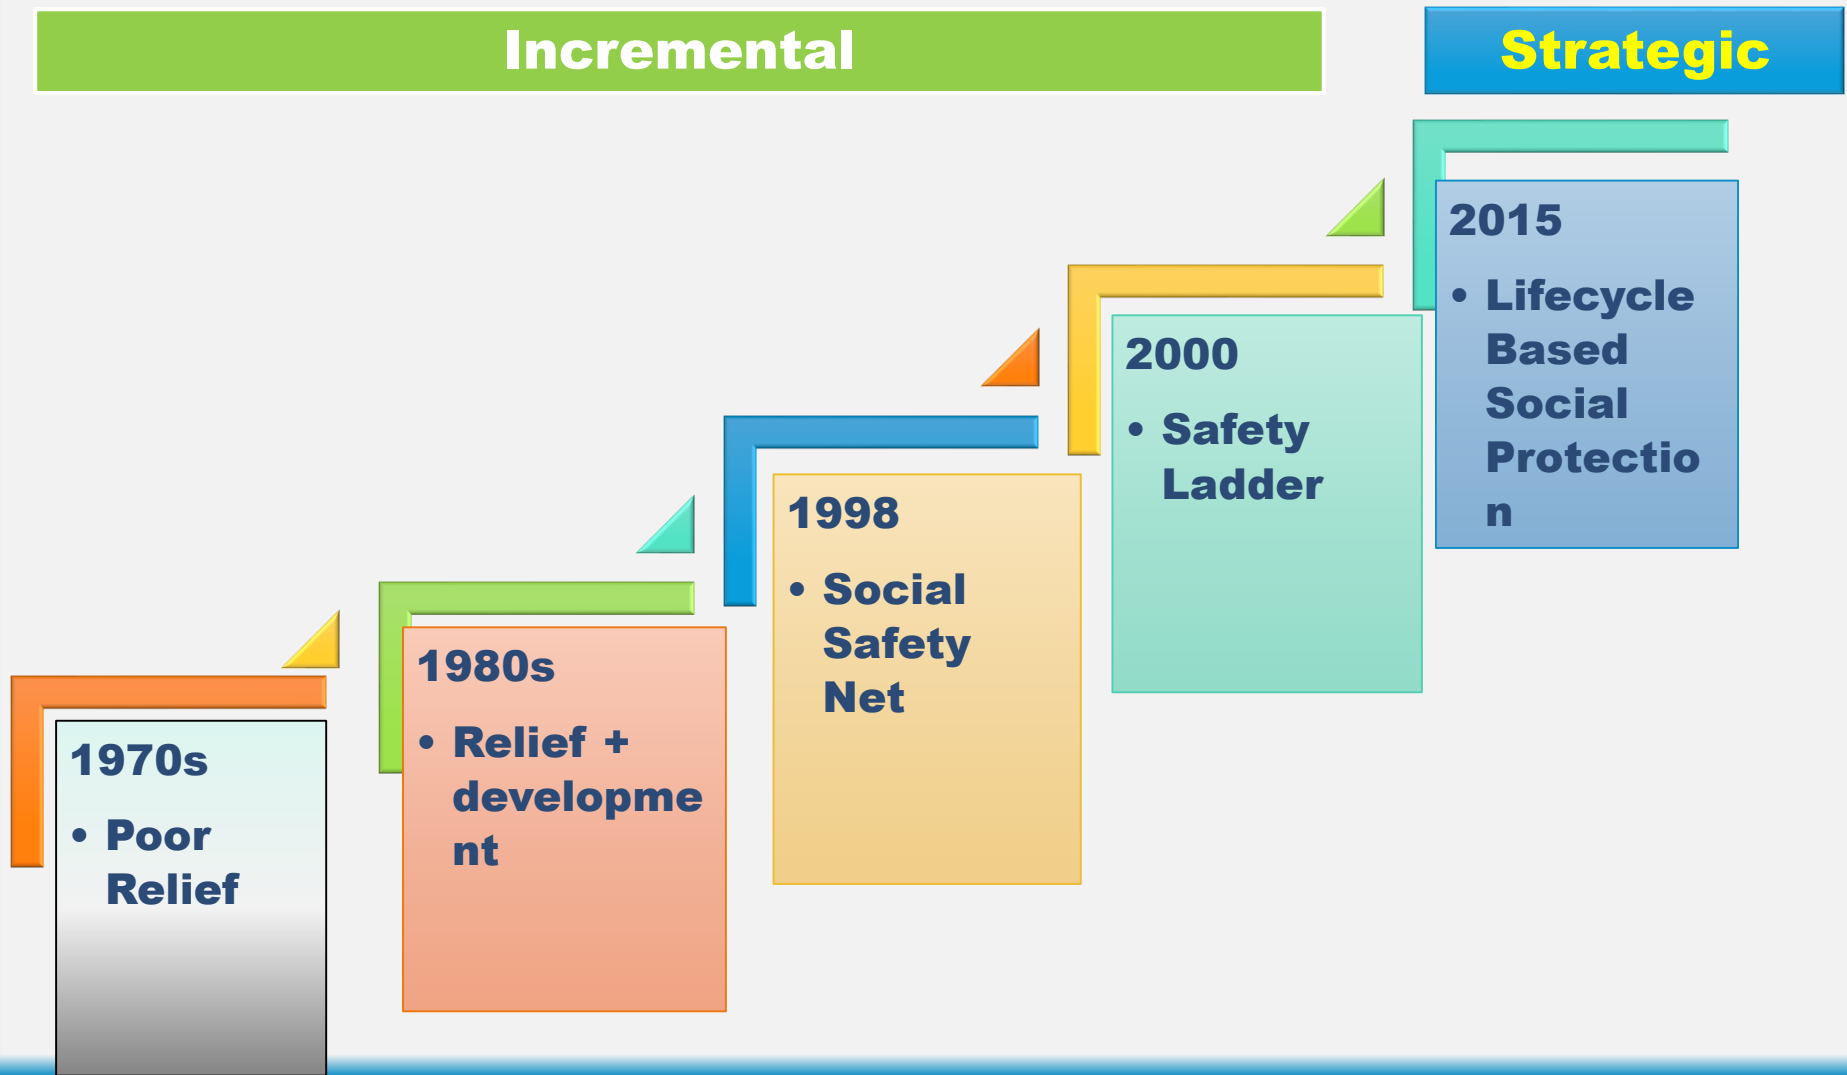 Incremental
Strategic
1970s
• Poor
Relief
1980s
• Relief +
developme
nt
1998
• Social
Safety
Net
2000
• Safety
Ladder
2015
• Lifecycle
Based
Social
Protectio
n